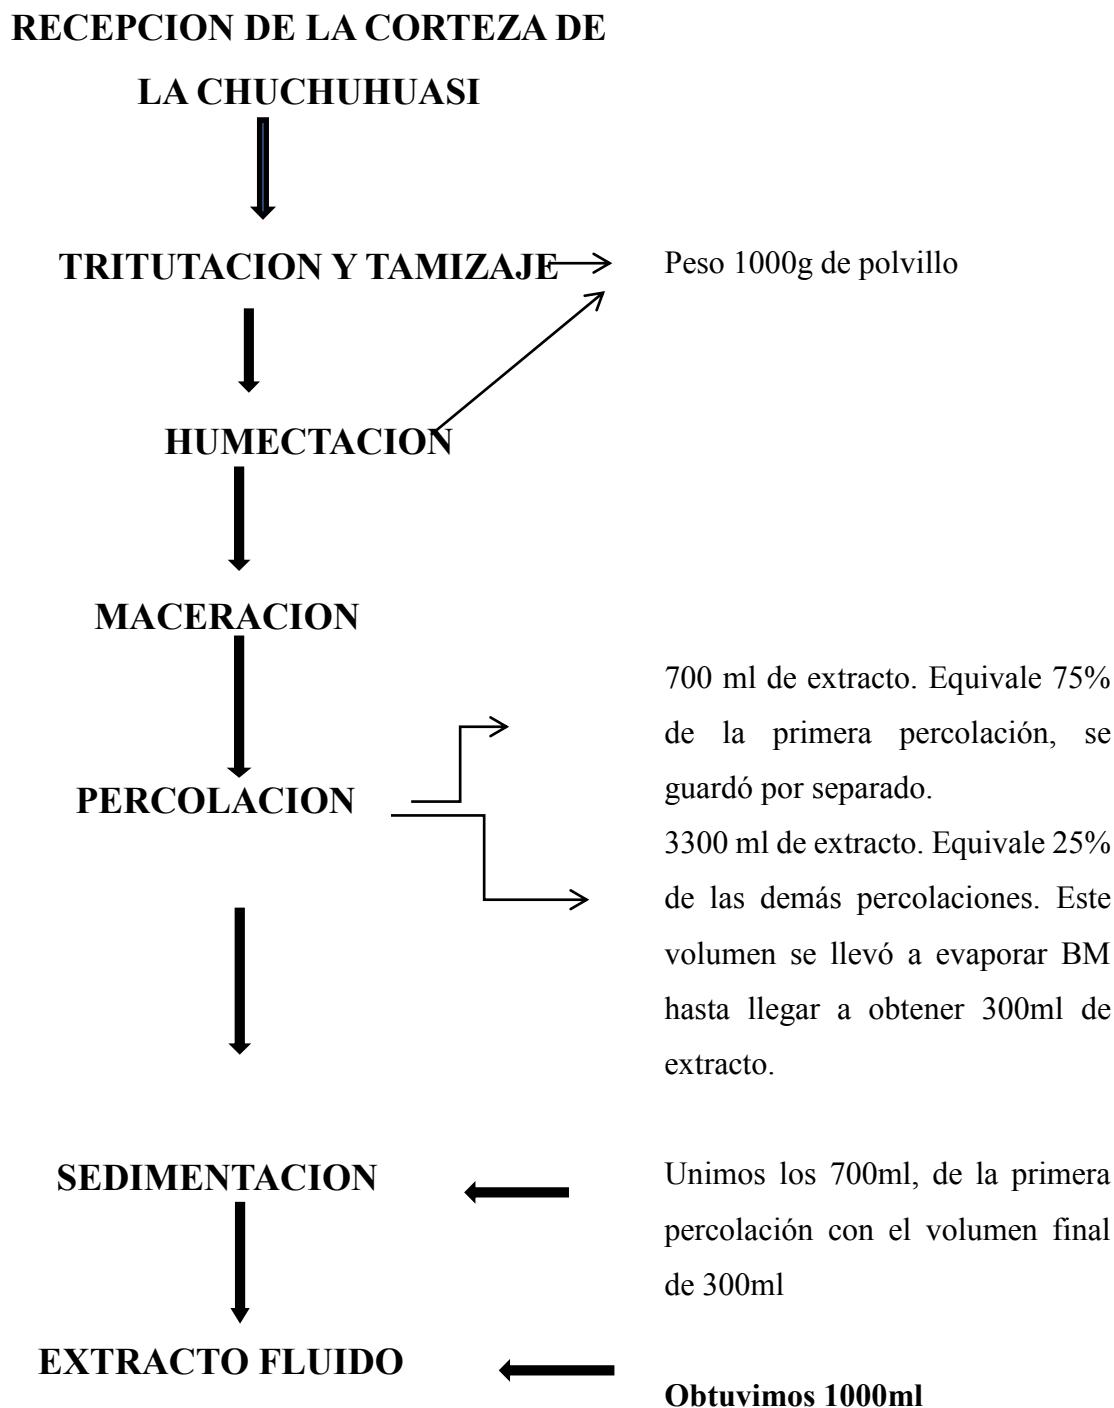 RECEPCION DE LA CORTEZA DE
LA CHUCHUHUASI
TRITUTACION Y TAMIZAJE
Peso 1000g de polvillo
HUMECTACION
MACERACION
PERCOLACION
700 ml de extracto. Equivale 75%
de la primera percolación, se
guardó por separado.
3300 ml de extracto. Equivale 25%
de las demás percolaciones. Este
volumen se llevó a evaporar BM
hasta llegar a obtener 300ml de
extracto.
SEDIMENTACION
Unimos los 700ml, de la primera
percolación con el volumen final
de 300ml
EXTRACTO FLUIDO
Obtuvimos 1000ml